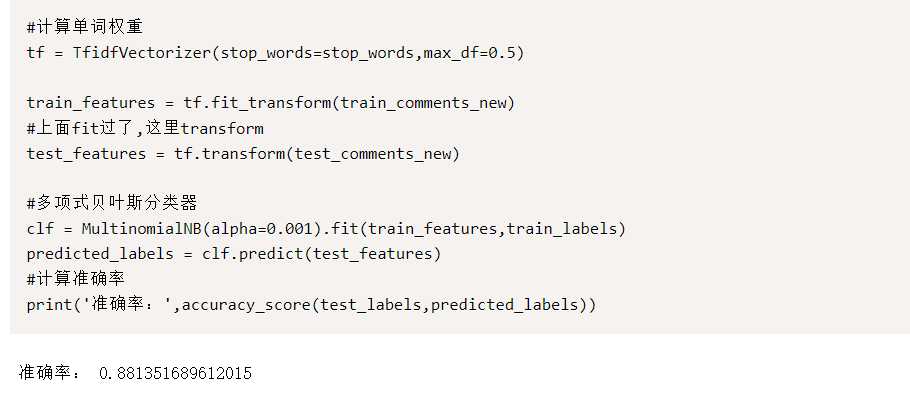 #计算单词权重
tf = TfidfVectorizer(stop_words=stop_words,max_df=0.5)
train_features = tf.fit_transform(train_comments_new)
#上面fit过了,这里transform
test_features = tf.transform(test_comments_new)
#多项式贝叶斯分类器
clf = MultinomialNB(alpha=0.001).fit(train_features,train_labels)
predicted_labels = clf.predict(test_features)
#计算准确率
print('准确率：',accuracy_score(test_labels,predicted_labels))
准确率： 0.881351689612015